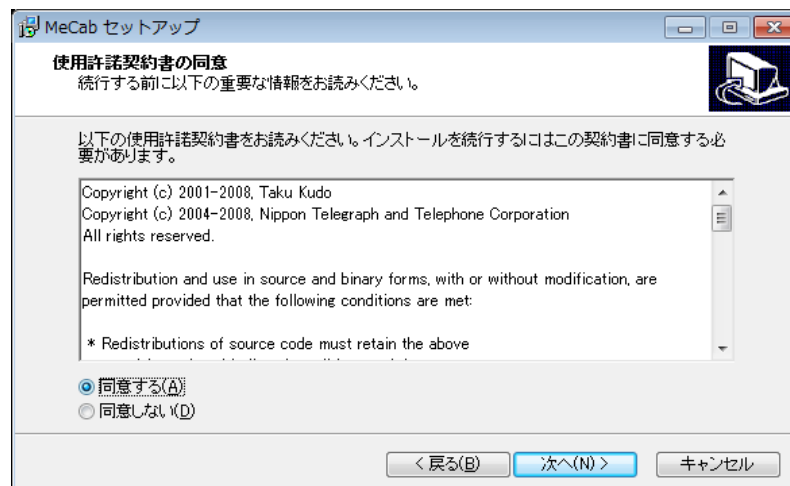 MeCab セットアップ
使用許諾契約書の同意
続行する前に以下の重要な情報をお読みください。
以下の使用許諾契約書をお読みください。インストールを続行するにはこの契約書に同意する必
要があります。
Copyright (c) 2001-2008, Taku Kudo
Copyright (c) 2004-2008, Nippon Telegraph and Telephone Corporation
All rights reserved.
Redistribution and use in source and binary forms, with or without modification, are
permitted provided that the following conditions are met:
* Redistributions of source code must retain the above
同意する(A)
同意しない(D)
< 戻る(B)
次へ(N) >
キャンセル